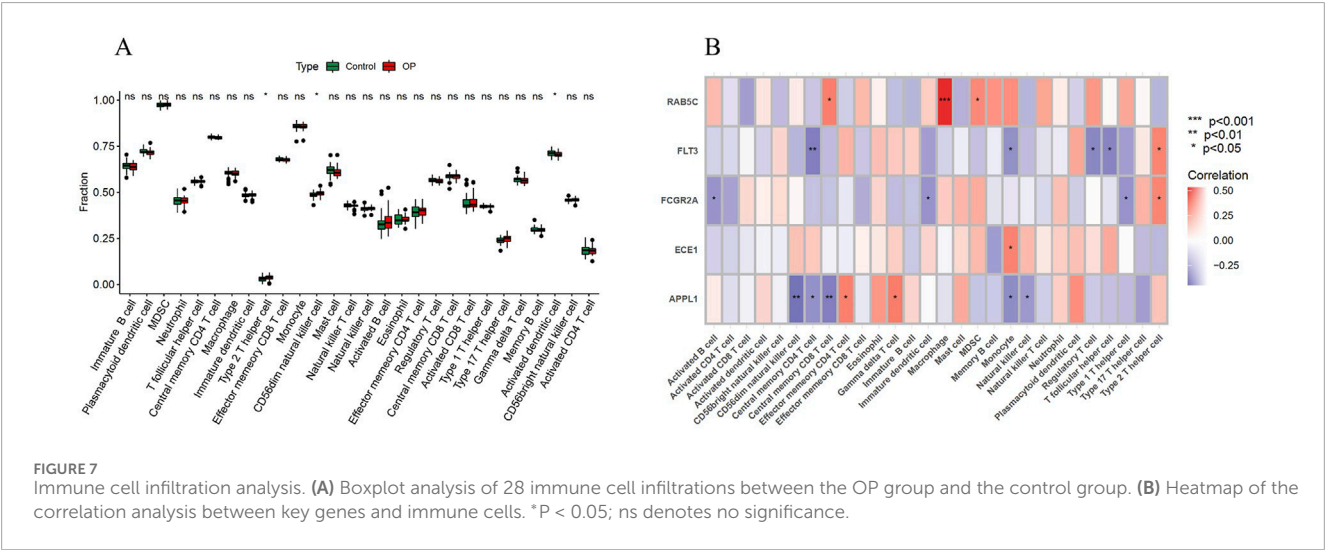 A
Type Control OP
ns ns ns ns ns ns ns ns ns * ns ns * ns ns ns ns ns ns ns ns ns ns ns ns * ns ns
1.00
0.75
0.50
0.25
0.00
Fraction
Immature B cell
Plasmacytoid dendritic cell
MDSC
Neutrophil
T follicular helper cell
Central memory CD4 T cell
Macrophage
Immature dendritic cell
Type 2 T helper cell
Effector memory CD8 T cell
Monocyte
CD56dim natural killer cell
Mast cell
Natural killer T cell
Natural killer cell
Activated B cell
Eosinophil
Effector memory CD4 T cell
Regulatory T cell
Central memory CD8 T cell
Activated CD8 T cell
Type 1 T helper cell
Type 17 T helper cell
Gamma delta T cell
Memory B cell
Activated dendritic cell
CD56bright natural killer cell
Activated CD4 T cell
B
RAB5C * *** *
FLT3 ** * * * *
FCGR2A * * * *
ECE1 *
APPL1 ** * ** * * * *
Activated B cell
Activated CD4 T cell
Activated CD8 T cell
Activated dendritic cell
CD56bright natural killer cell
CD56dim natural killer cell
Central memory CD4 T cell
Central memory CD8 T cell
Effector memeory CD4 T cell
Effector memeory CD8 T cell
Eosinophil
Gamma delta T cell
Immature B cell
Immature dendritic cell
Macrophage
Mast cell
MDSC
Memory B cell
Monocyte
Natural killer cell
Natural killer T cell
Neutrophil
Plasmacytoid dendritic cell
Regulatory T cell
T follicular helper cell
Type 1 T helper cell
Type 17 T helper cell
Type 2 T helper cell
*** p<0.001
** p<0.01
* p<0.05
Correlation
0.50
0.25
0.00
−0.25
FIGURE 7
Immune cell infiltration analysis. (A) Boxplot analysis of 28 immune cell infiltrations between the OP group and the control group. (B) Heatmap of the
correlation analysis between key genes and immune cells. *P < 0.05; ns denotes no significance.